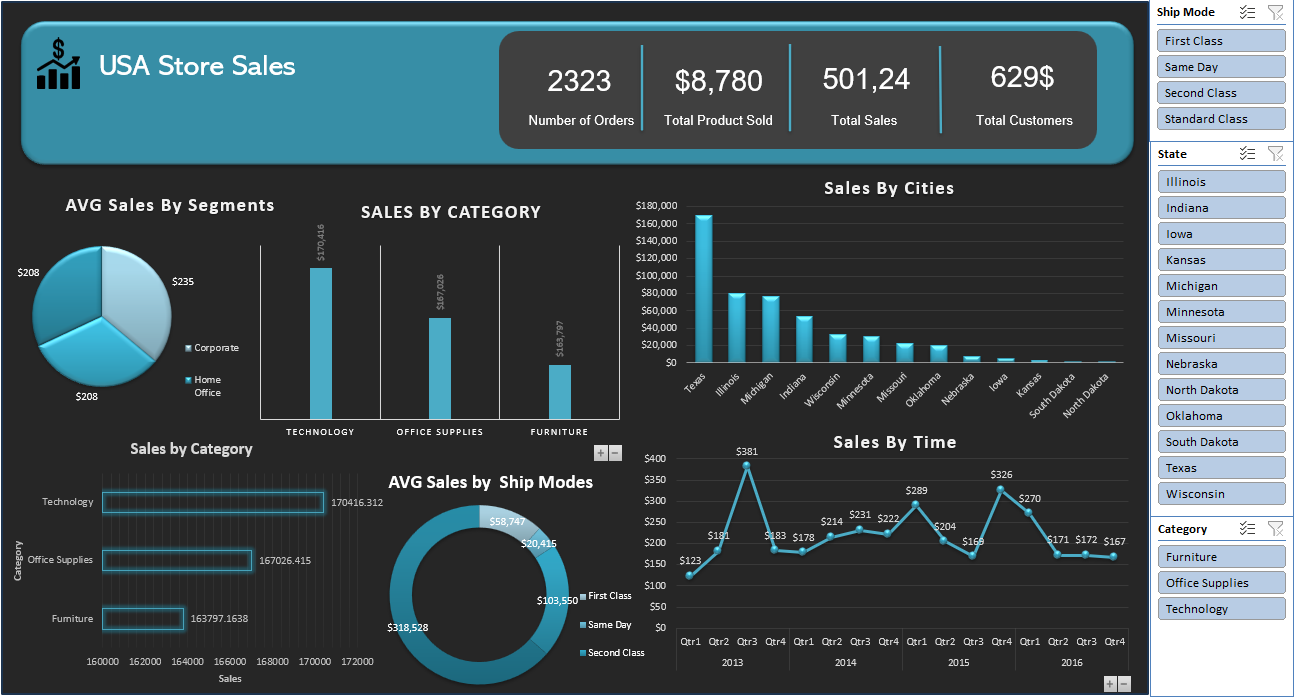 USA Store Sales
2323
Number of Orders
$8,780
Total Product Sold
501,24
Total Sales
629$
Total Customers
AVG Sales By Segments
$208
$235
$208
Corporate
Home
Office
SALES BY CATEGORY
$170,416
$167,026
$163,797
TECHNOLOGY
OFFICE SUPPLIES
FURNITURE
Sales By Cities
$180,000
$160,000
$140,000
$120,000
$100,000
$80,000
$60,000
$40,000
$20,000
$0
Texas
Illinois
Michigan
Indiana
Wisconsin
Minnesota
Missouri
Oklahoma
Nebraska
Iowa
Kansas
South Dakota
North Dakota
Sales by Category
Category
Technology
170416.312
Office Supplies
167026.415
Furniture
163797.1638
160000 162000 164000 166000 168000 170000 172000
Sales
AVG Sales by Ship Modes
$58,747
$20,415
$103,550
$318,528
First Class
Same Day
Second Class
Sales By Time
$400
$350
$300
$250
$200
$150
$100
$50
$0
$123
$181
$381
$183
$178
$214
$231
$222
$289
$204
$169
$326
$270
$171
$172
$167
Qtr1 Qtr2 Qtr3 Qtr4 Qtr1 Qtr2 Qtr3 Qtr4 Qtr1 Qtr2 Qtr3 Qtr4 Qtr1 Qtr2 Qtr3 Qtr4
2013 2014 2015 2016
Ship Mode
First Class
Same Day
Second Class
Standard Class
State
Illinois
Indiana
Iowa
Kansas
Michigan
Minnesota
Missouri
Nebraska
North Dakota
Oklahoma
South Dakota
Texas
Wisconsin
Category
Furniture
Office Supplies
Technology